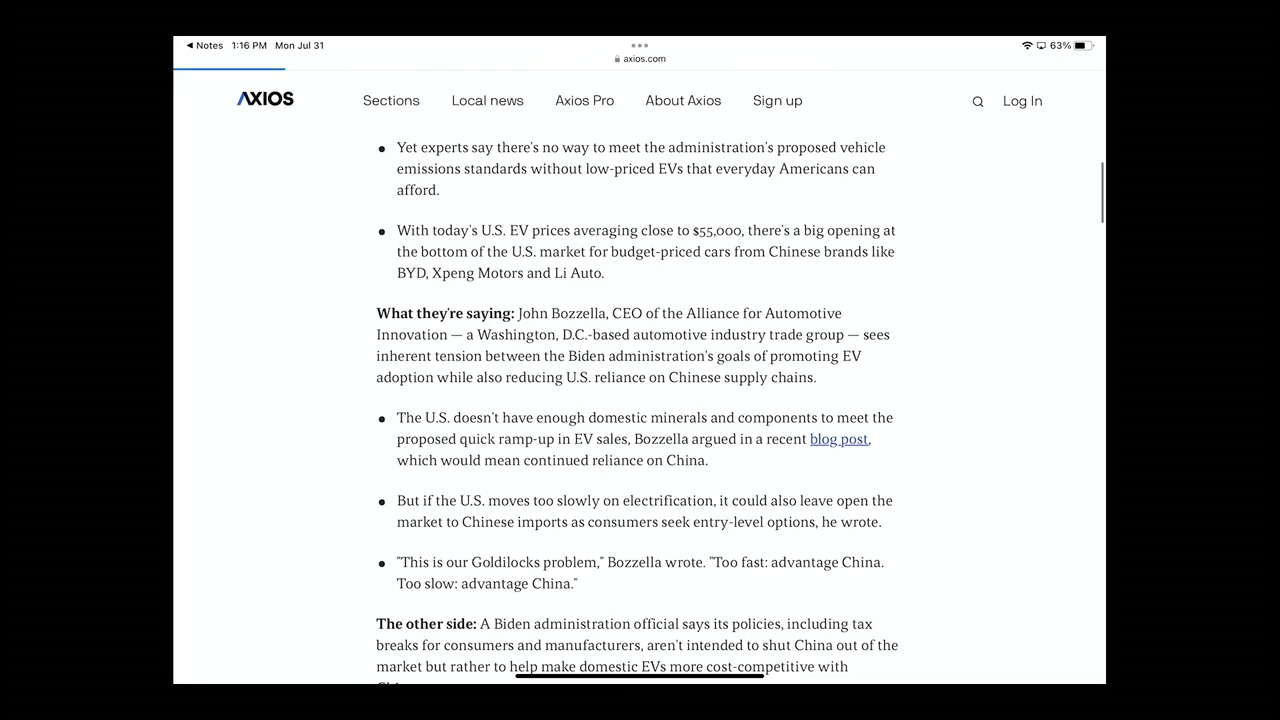 ◀ Notes 1:16 PM Mon Jul 31
63%
axios.com
AXIOS Sections Local news Axios Pro About Axios Sign up Log In
• Yet experts say there's no way to meet the administration's proposed vehicle
emissions standards without low-priced EVs that everyday Americans can
afford.
• With today's U.S. EV prices averaging close to $55,000, there's a big opening at
the bottom of the U.S. market for budget-priced cars from Chinese brands like
BYD, Xpeng Motors and Li Auto.
What they're saying: John Bozzella, CEO of the Alliance for Automotive
Innovation — a Washington, D.C.-based automotive industry trade group — sees
inherent tension between the Biden administration's goals of promoting EV
adoption while also reducing U.S. reliance on Chinese supply chains.
• The U.S. doesn't have enough domestic minerals and components to meet the
proposed quick ramp-up in EV sales, Bozzella argued in a recent blog post,
which would mean continued reliance on China.
• But if the U.S. moves too slowly on electrification, it could also leave open the
market to Chinese imports as consumers seek entry-level options, he wrote.
• "This is our Goldilocks problem," Bozzella wrote. "Too fast: advantage China.
Too slow: advantage China."
The other side: A Biden administration official says its policies, including tax
breaks for consumers and manufacturers, aren't intended to shut China out of the
market but rather to help make domestic EVs more cost-competitive with